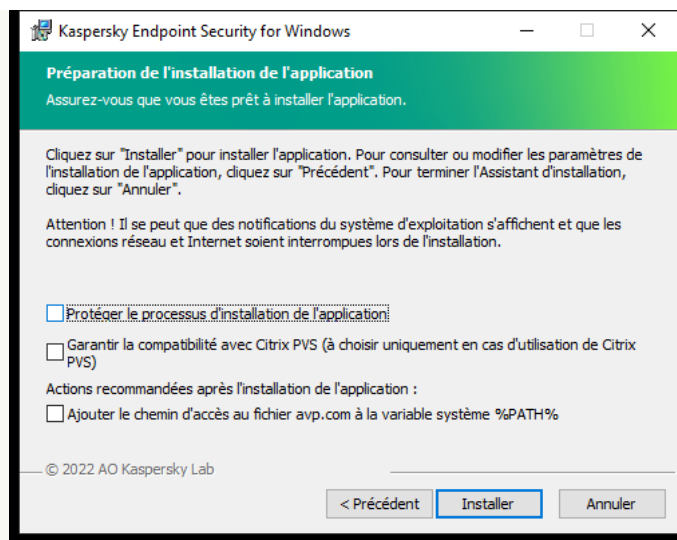 Kaspersky Endpoint Security for Windows
Préparation de l'installation de l'application
Assurez-vous que vous êtes prêt à installer l'application.
Cliquez sur "Installer" pour installer l'application. Pour consulter ou modifier les paramètres de
l'installation de l'application, cliquez sur "Précédent". Pour terminer l'Assistant d'installation,
cliquez sur "Annuler".
Attention ! Il se peut que des notifications du système d'exploitation s'affichent et que les
connexions réseau et Internet soient interrompues lors de l'installation.
Protéger le processus d'installation de l'application
Garantir la compatibilité avec Citrix PVS (à choisir uniquement en cas d'utilisation de Citrix
PVS)
Actions recommandées après l'installation de l'application :
Ajouter le chemin d'accès au fichier avp.com à la variable système %PATH%
© 2022 AO Kaspersky Lab
< Précédent Installer Annuler